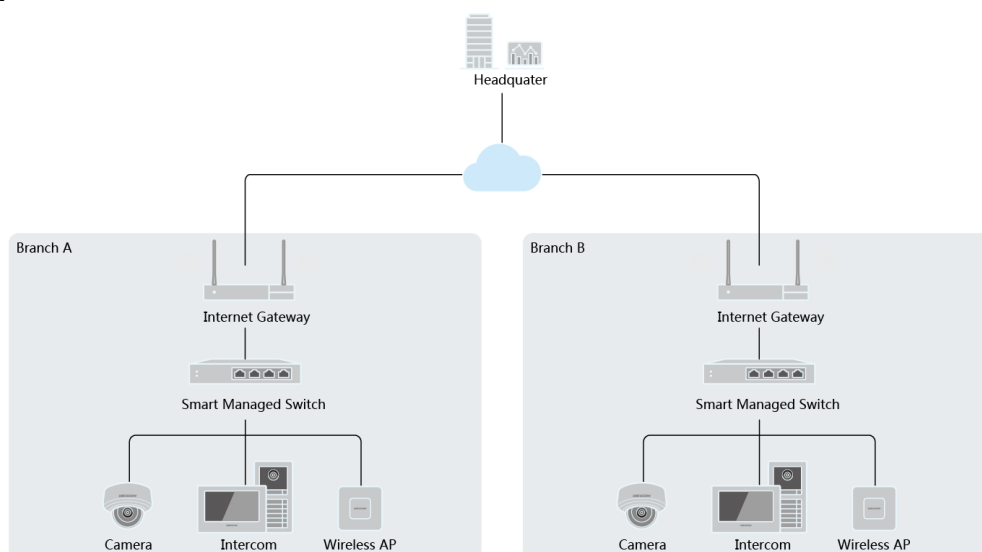 Headquater
Branch A
Branch B
Internet Gateway
Internet Gateway
Smart Managed Switch
Smart Managed Switch
Camera
Intercom
Wireless AP
Camera
Intercom
Wireless AP